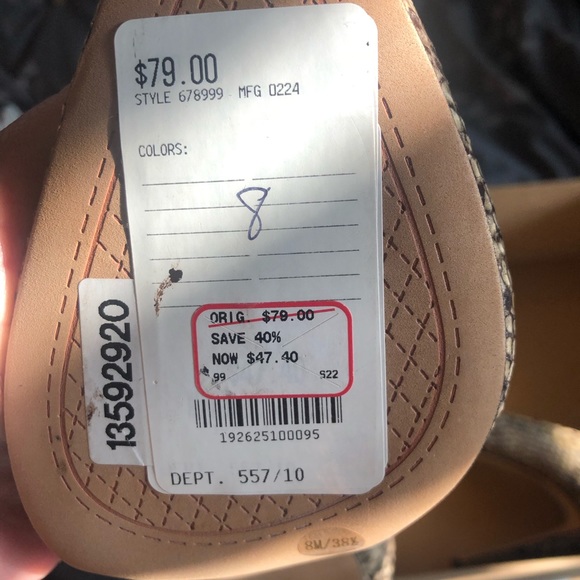 $79.00
STYLE 678999 MFG 0224
COLORS:
8
ORIG. $79.00
SAVE 40%
NOW $47.40
99 S22
192625100095
DEPT. 557/10
13592920
8M/38